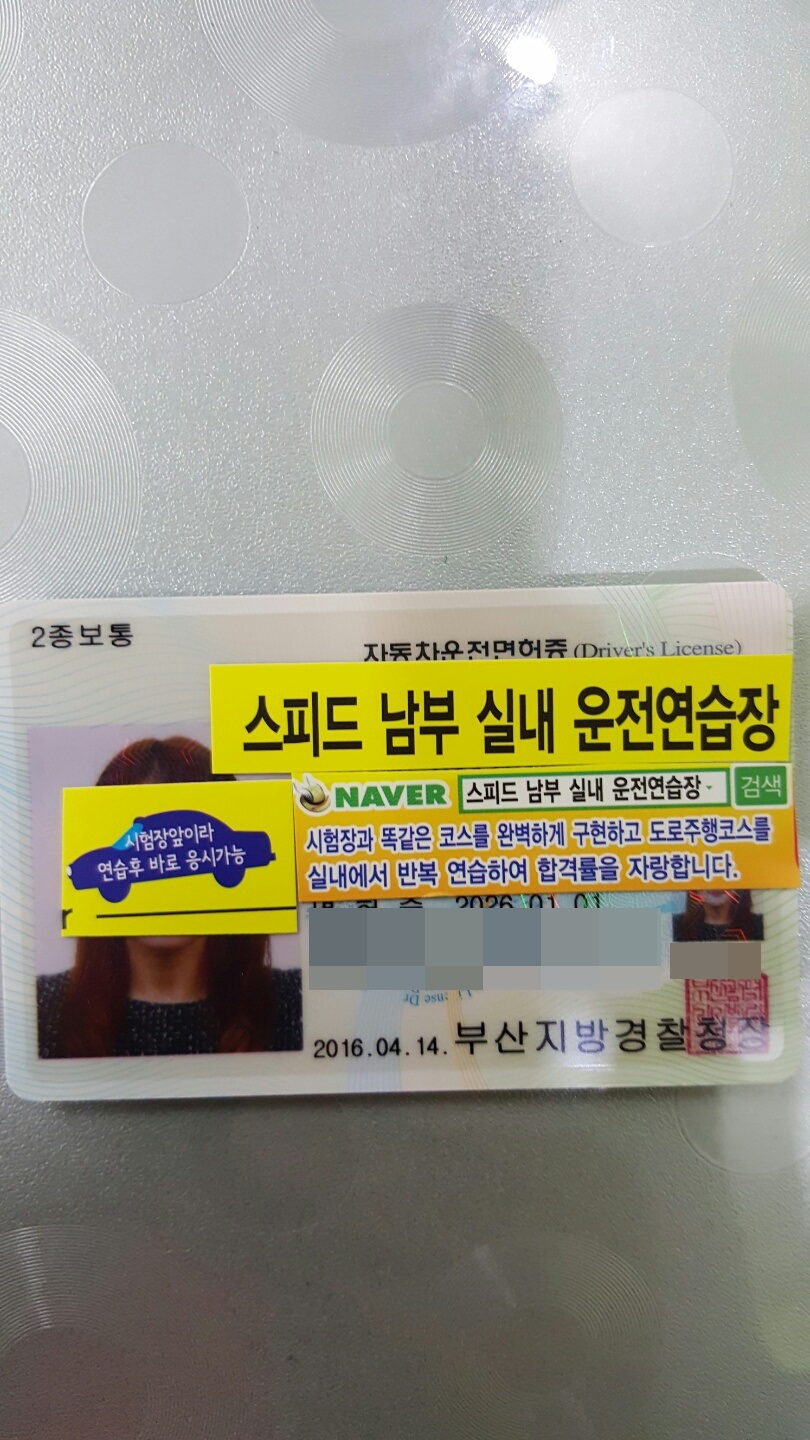 2종보통
자동차운전면허증 (Driver's License)
스피드 남부 실내 운전연습장
NAVER 스피드 남부 실내 운전연습장 검색
시험장과 똑같은 코스를 완벽하게 구현하고 도로주행코스를
실내에서 반복 연습하여 합격률을 자랑합니다.
시험장앞이라
연습후 바로 응시가능
2026.01.01
2016.04.14. 부산지방경찰청장